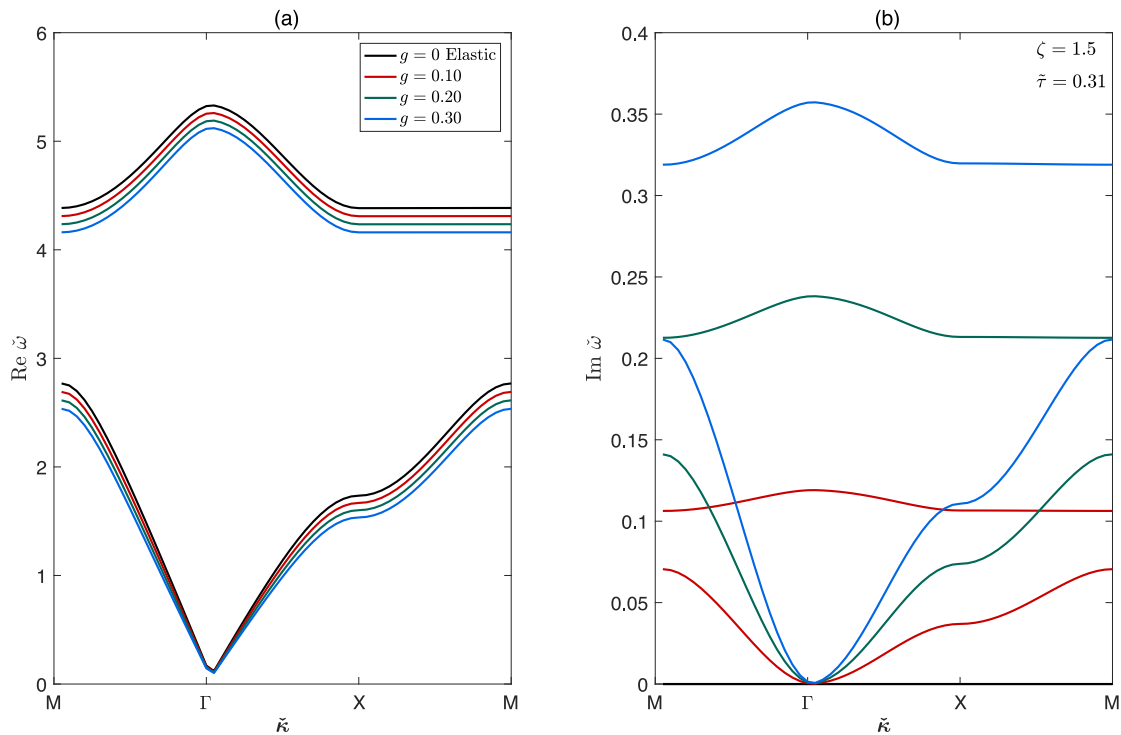 (a)
6
5
4
3
2
1
0
Re ω̌
M Γ X M
κ̌
g = 0 Elastic
g = 0.10
g = 0.20
g = 0.30
(b)
0.4
0.35
0.3
0.25
0.2
0.15
0.1
0.05
0
Im ω̌
M Γ X M
κ̌
ζ = 1.5
τ̃ = 0.31